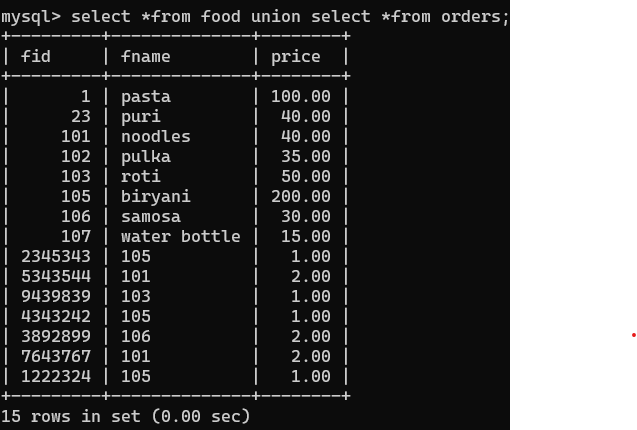 mysql> select *from food union select *from orders;
+---------+--------------+--------+
| fid     | fname        | price  |
+---------+--------------+--------+
|       1 | pasta        | 100.00 |
|      23 | puri         |  40.00 |
|     101 | noodles      |  40.00 |
|     102 | pulka        |  35.00 |
|     103 | roti         |  50.00 |
|     105 | biryani      | 200.00 |
|     106 | samosa       |  30.00 |
|     107 | water bottle |  15.00 |
| 2345343 | 105          |   1.00 |
| 5343544 | 101          |   2.00 |
| 9439839 | 103          |   1.00 |
| 4343242 | 105          |   1.00 |
| 3892899 | 106          |   2.00 |
| 7643767 | 101          |   2.00 |
| 1222324 | 105          |   1.00 |
+---------+--------------+--------+
15 rows in set (0.00 sec)